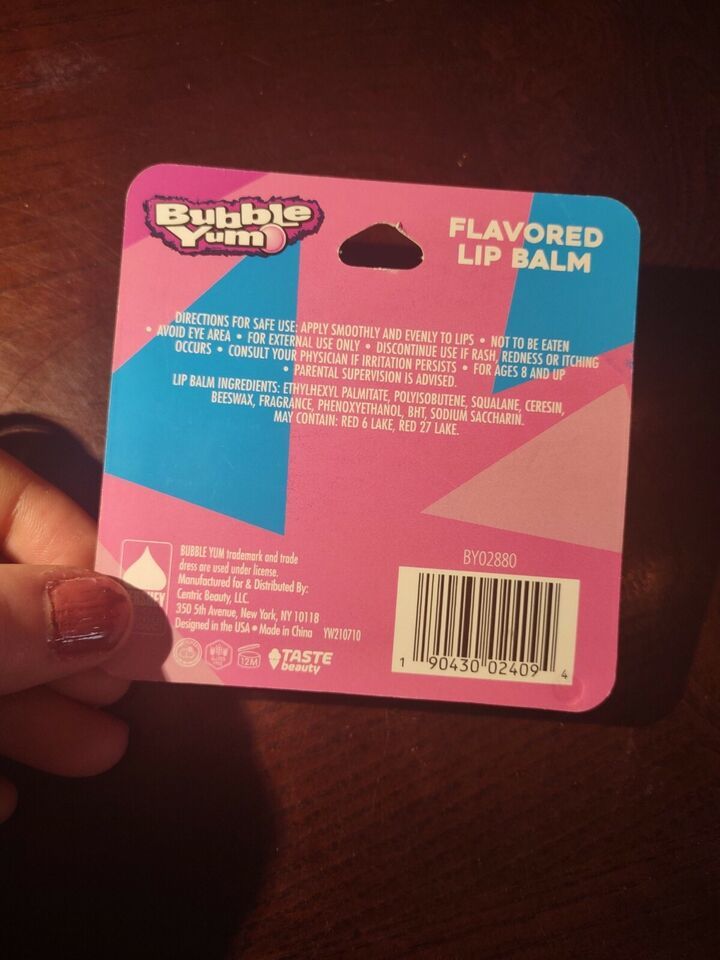 Bubble
Yum
FLAVORED
LIP BALM
DIRECTIONS FOR SAFE USE: APPLY SMOOTHLY AND EVENLY TO LIPS • NOT TO BE EATEN
• AVOID EYE AREA • FOR EXTERNAL USE ONLY • DISCONTINUE USE IF RASH, REDNESS OR ITCHING
OCCURS • CONSULT YOUR PHYSICIAN IF IRRITATION PERSISTS • FOR AGES 8 AND UP
• PARENTAL SUPERVISION IS ADVISED.
LIP BALM INGREDIENTS: ETHYLHEXYL PALMITATE, POLYISOBUTENE, SQUALANE, CERESIN,
BEESWAX, FRAGRANCE, PHENOXYETHANOL, BHT, SODIUM SACCHARIN.
MAY CONTAIN: RED 6 LAKE, RED 27 LAKE.
BUBBLE YUM trademark and trade
dress are used under license.
Manufactured for & Distributed By:
Centric Beauty, LLC.
350 5th Avenue, New York, NY 10118
Designed in the USA • Made in China YW210710
12M
TASTE
beauty
BY02880
1 90430 02409 4